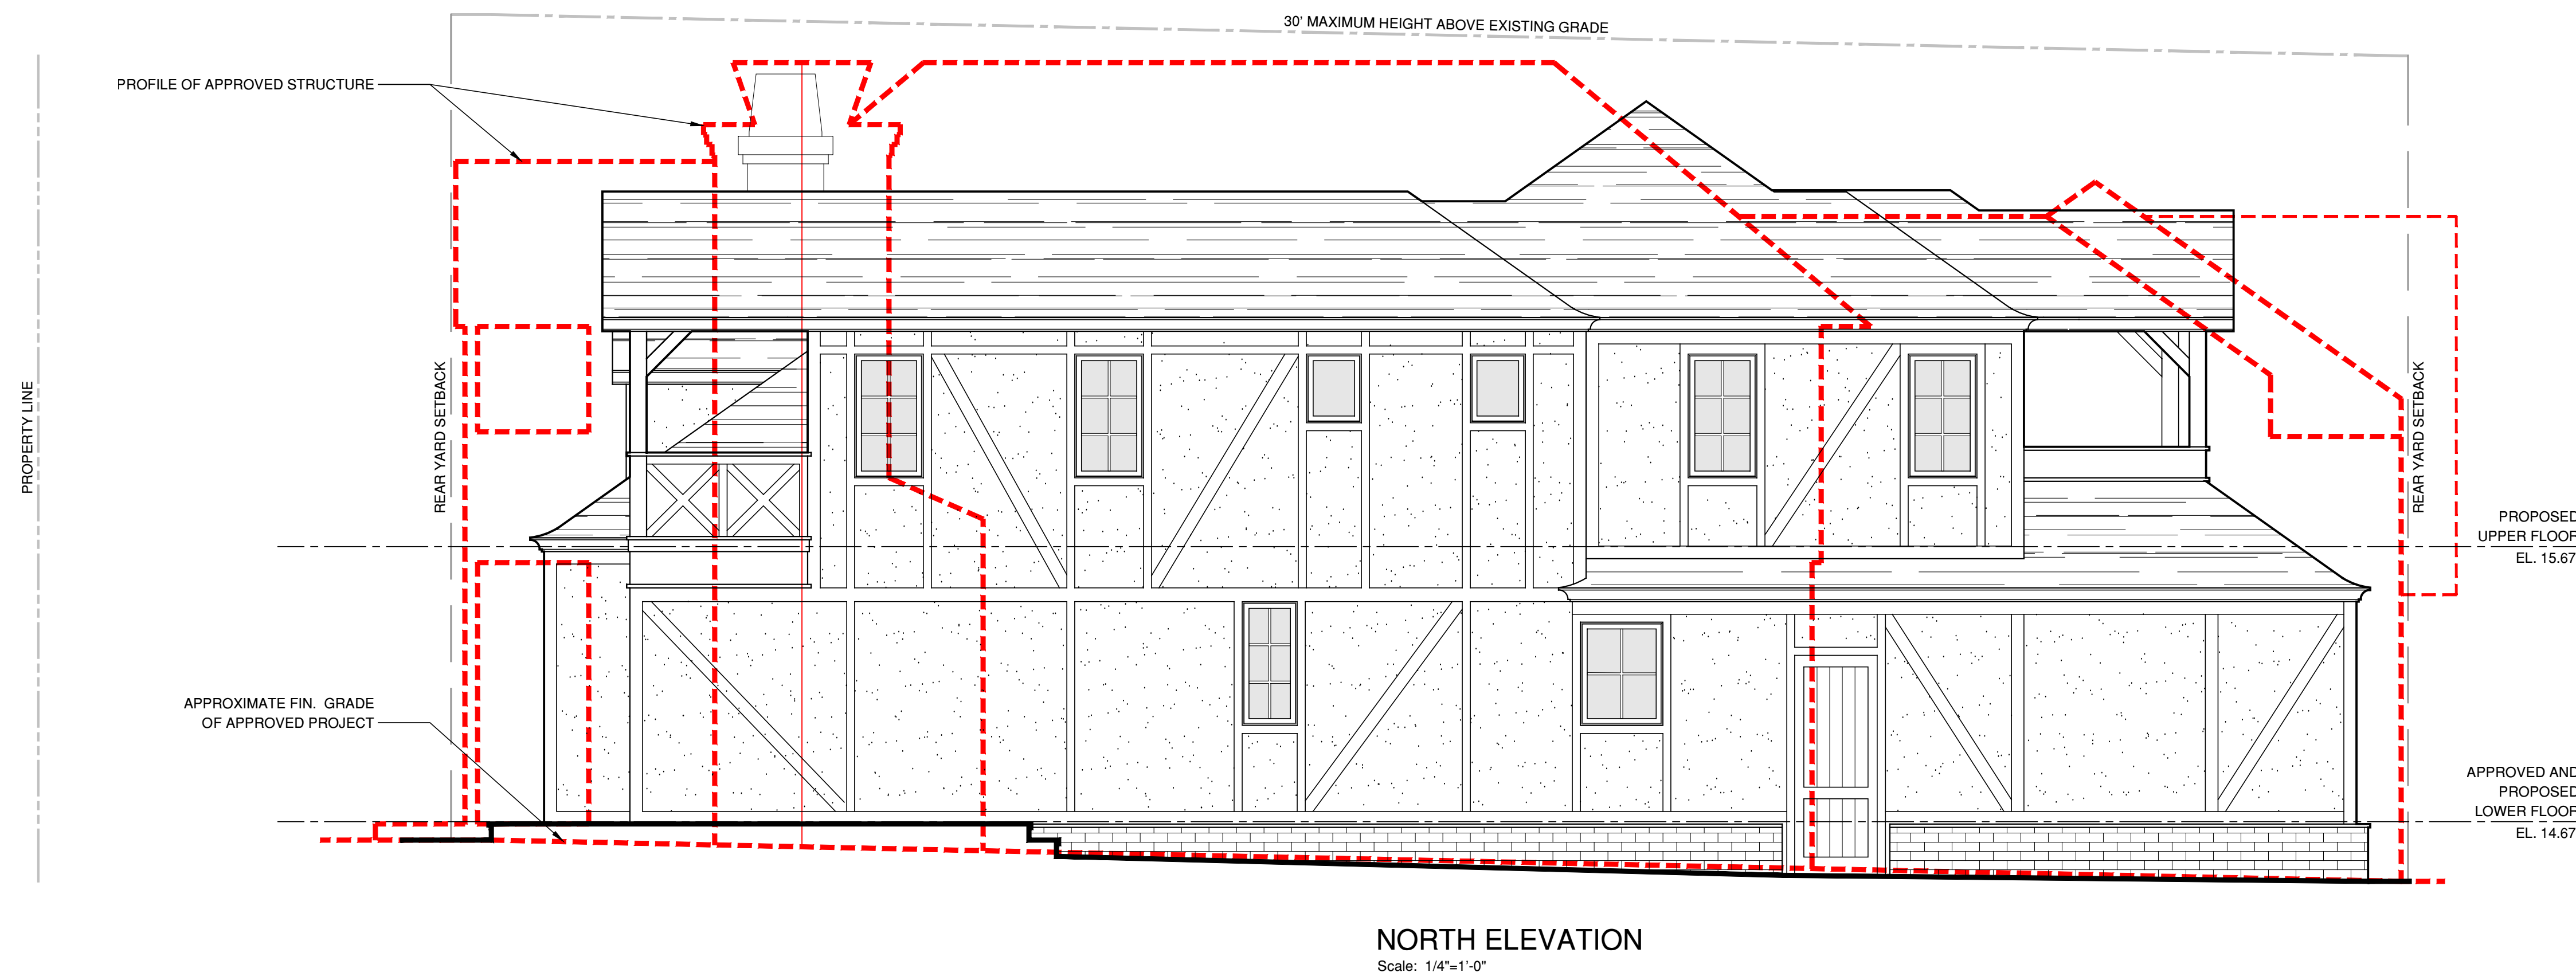 30' MAXIMUM HEIGHT ABOVE EXISTING GRADE
PROFILE OF APPROVED STRUCTURE
PROPERTY LINE
REAR YARD SETBACK
REAR YARD SETBACK
PROPOSED
UPPER FLOOR
EL. 15.67
APPROXIMATE FIN. GRADE
OF APPROVED PROJECT
APPROVED AND
PROPOSED
LOWER FLOOR
EL. 14.67
NORTH ELEVATION
Scale: 1/4"=1'-0"